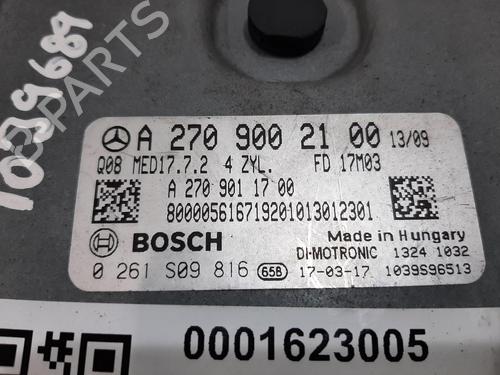 1039689
B-PARTS
A 270 900 21 00 13/09
Q08 MED17.7.2 4 ZYL. FD 17M03
A 270 901 17 00
80000561671920101301 2301
BOSCH
Made in Hungary
DI-MOTRONIC 1324 1032
0 261 S09 816 65B 17-03-17 1039S96513
0001623005